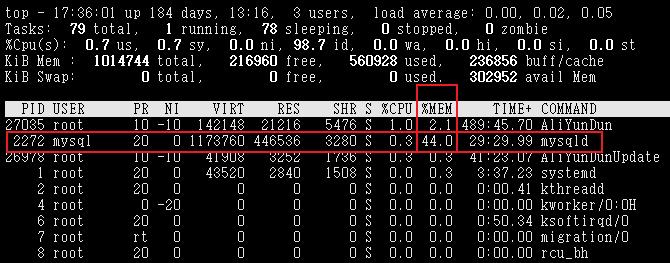 top - 17:36:01 up 184 days, 13:16,  3 users,  load average: 0.00, 0.02, 0.05
Tasks:  79 total,   1 running,  78 sleeping,   0 stopped,   0 zombie
%Cpu(s):  0.7 us,  0.7 sy,  0.0 ni, 98.7 id,  0.0 wa,  0.0 hi,  0.0 si,  0.0 st
KiB Mem :  1014744 total,   216960 free,   560928 used,   236856 buff/cache
KiB Swap:        0 total,        0 free,        0 used.   302952 avail Mem
PID USER      PR  NI    VIRT    RES    SHR S %CPU %MEM     TIME+ COMMAND
27035 root      10 -10  142148  21216   5476 S  1.0  2.1 489:45.70 AliYunDun
2272 mysql     20   0 1173760 446536   3280 S  0.3 44.0  29:29.99 mysqld
26978 root      10 -10   41908   3252   1736 S  0.3  0.3  41:23.07 AliYunDunUpdate
1 root      20   0   43520   2840   1508 S  0.0  0.3   3:37.23 systemd
2 root      20   0       0      0      0 S  0.0  0.0   0:00.41 kthreadd
4 root       0 -20       0      0      0 S  0.0  0.0   0:00.00 kworker/0:0H
6 root      20   0       0      0      0 S  0.0  0.0   0:50.34 ksoftirqd/0
7 root      rt   0       0      0      0 S  0.0  0.0   0:00.00 migration/0
8 root      20   0       0      0      0 S  0.0  0.0   0:00.00 rcu_bh